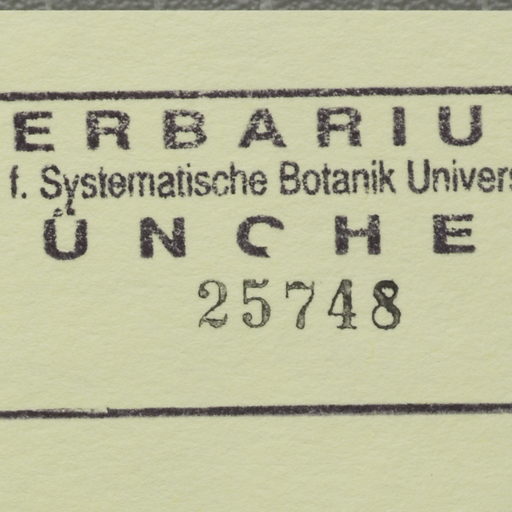 ERBARIU
f. Systematische Botanik Univers
ÜNCHE
25748